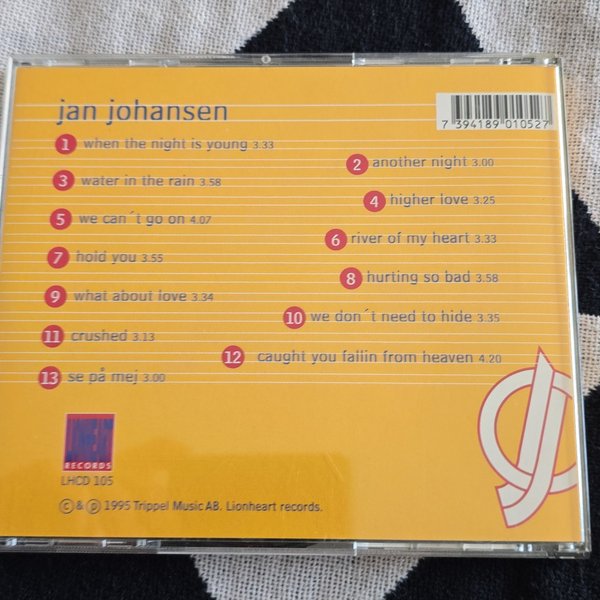 jan johansen
7 394189 010527
1 when the night is young 3.33
2 another night 3.00
3 water in the rain 3.58
4 higher love 3.25
5 we can´t go on 4.07
6 river of my heart 3.33
7 hold you 3.55
8 hurting so bad 3.58
9 what about love 3.34
10 we don´t need to hide 3.35
11 crushed 3.13
12 caught you fallin from heaven 4.20
13 se på mej 3.00
RECORDS
LHCD 105
© & ℗ 1995 Trippel Music AB. Lionheart records.